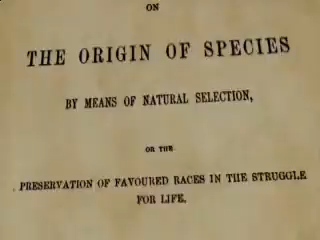 ON
THE ORIGIN OF SPECIES
BY MEANS OF NATURAL SELECTION,
OR THE
PRESERVATION OF FAVOURED RACES IN THE STRUGGLE
FOR LIFE.